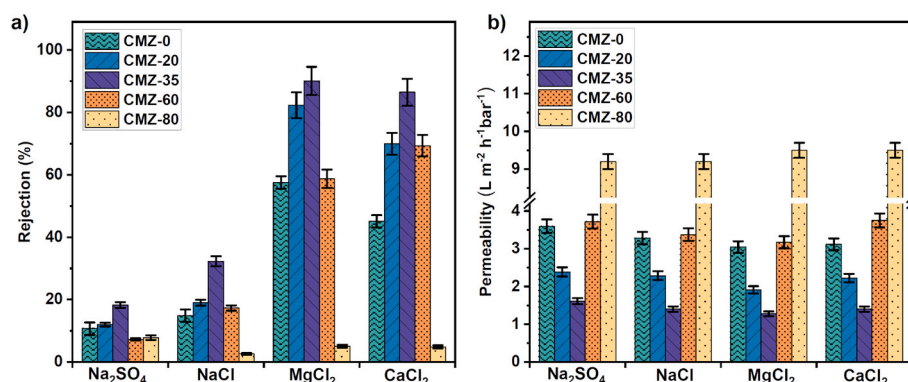 a)
Rejection (%)
100
80
60
40
20
0
CMZ-0
CMZ-20
CMZ-35
CMZ-60
CMZ-80
Na₂SO₄ NaCl MgCl₂ CaCl₂
b)
Permeability (L m⁻² h⁻¹bar⁻¹)
12
11
10
9
4
3
2
1
0
CMZ-0
CMZ-20
CMZ-35
CMZ-60
CMZ-80
Na₂SO₄ NaCl MgCl₂ CaCl₂